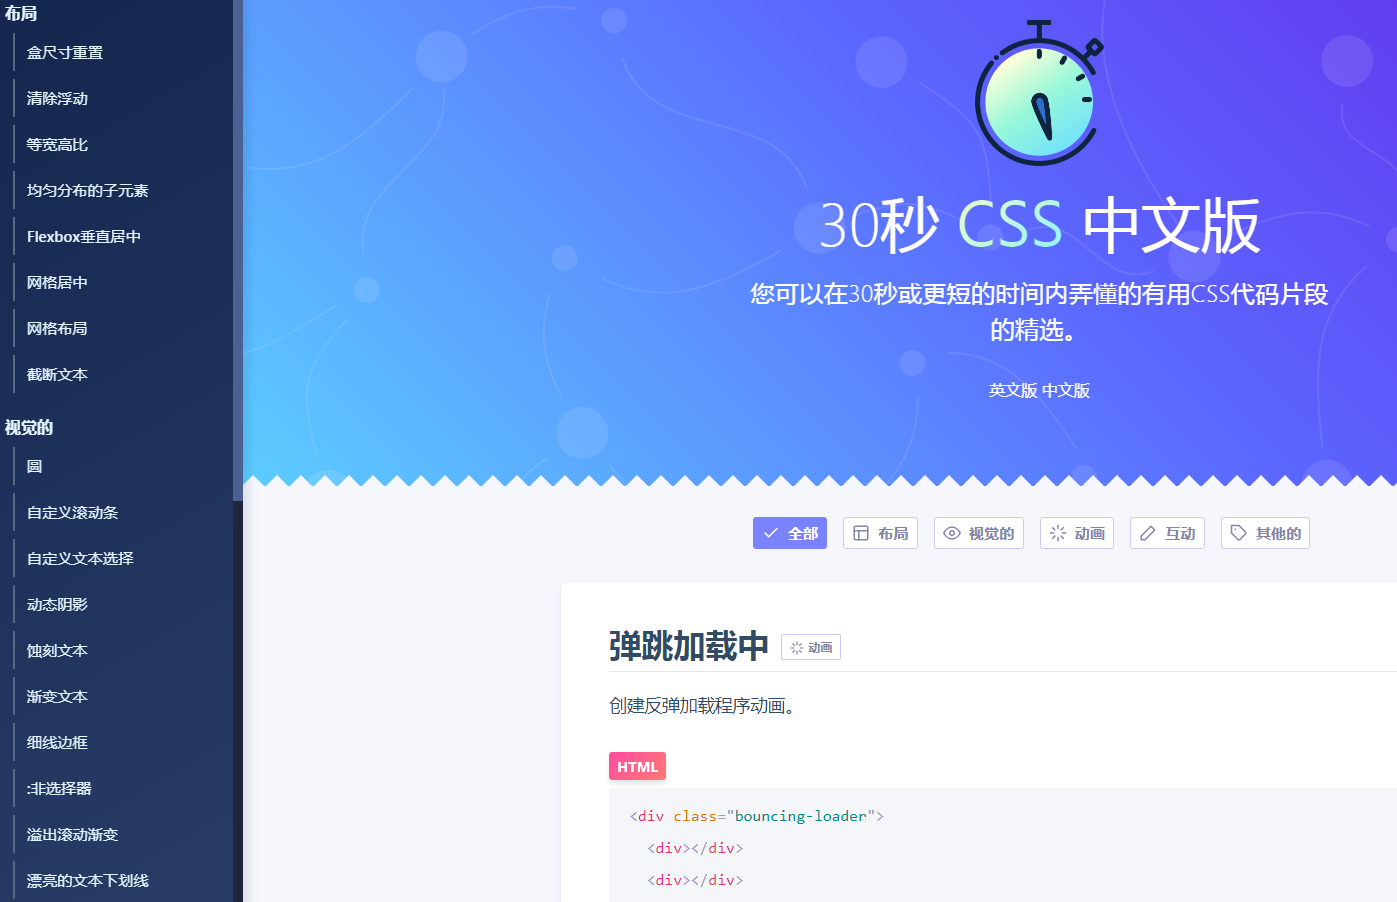 布局
盒尺寸重置
清除浮动
等宽高比
均匀分布的子元素
Flexbox垂直居中
网格居中
网格布局
截断文本
视觉的
圆
自定义滚动条
自定义文本选择
动态阴影
蚀刻文本
渐变文本
细线边框
:非选择器
溢出滚动渐变
漂亮的文本下划线
30秒 CSS 中文版
您可以在30秒或更短的时间内弄懂的有用CSS代码片段
的精选。
英文版 中文版
全部 布局 视觉的 动画 互动 其他的
弹跳加载中 动画
创建反弹加载程序动画。
HTML
<div class="bouncing-loader">
  <div></div>
  <div></div>